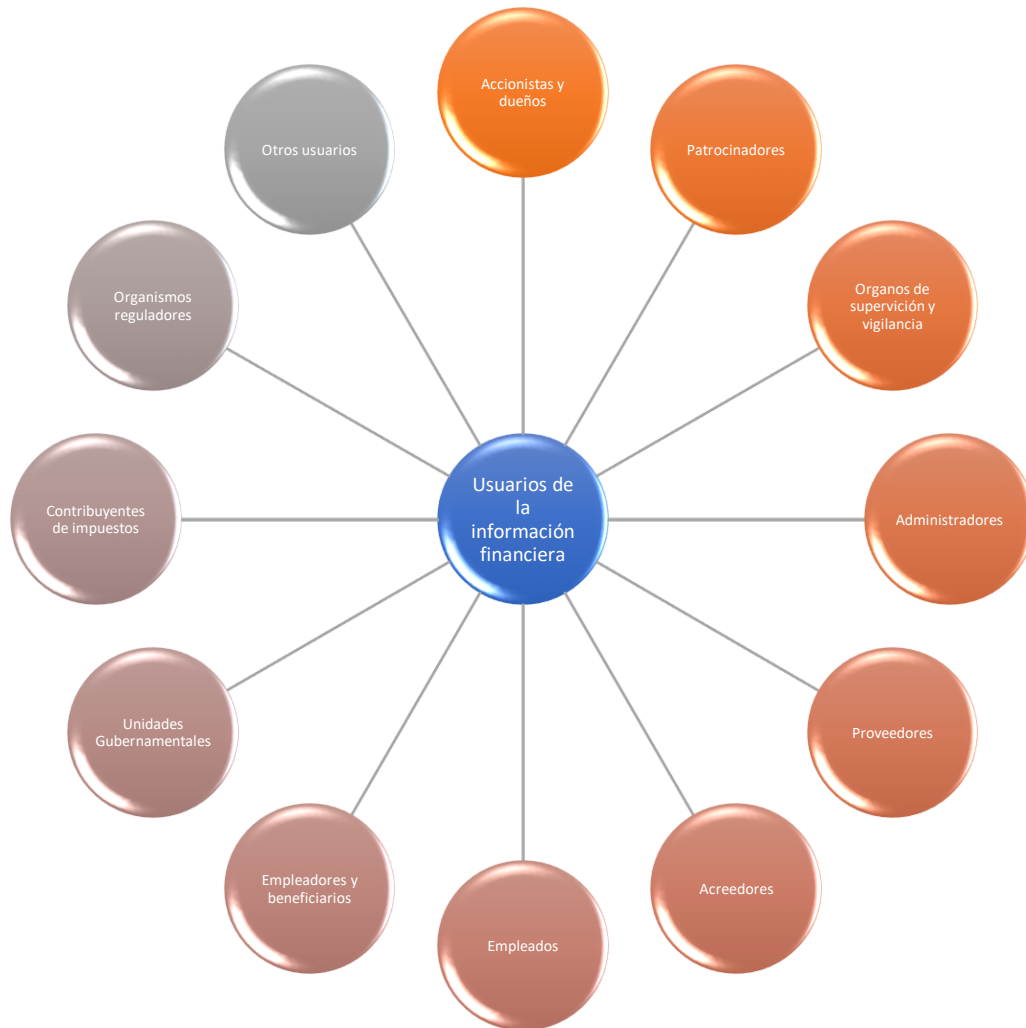 Accionistas y
dueños
Patrocinadores
Organos de
supervición y
vigilancia
Administradores
Proveedores
Acreedores
Empleados
Empleadores y
beneficiarios
Unidades
Gubernamentales
Contribuyentes
de impuestos
Organismos
reguladores
Otros usuarios
Usuarios de
la
información
financiera